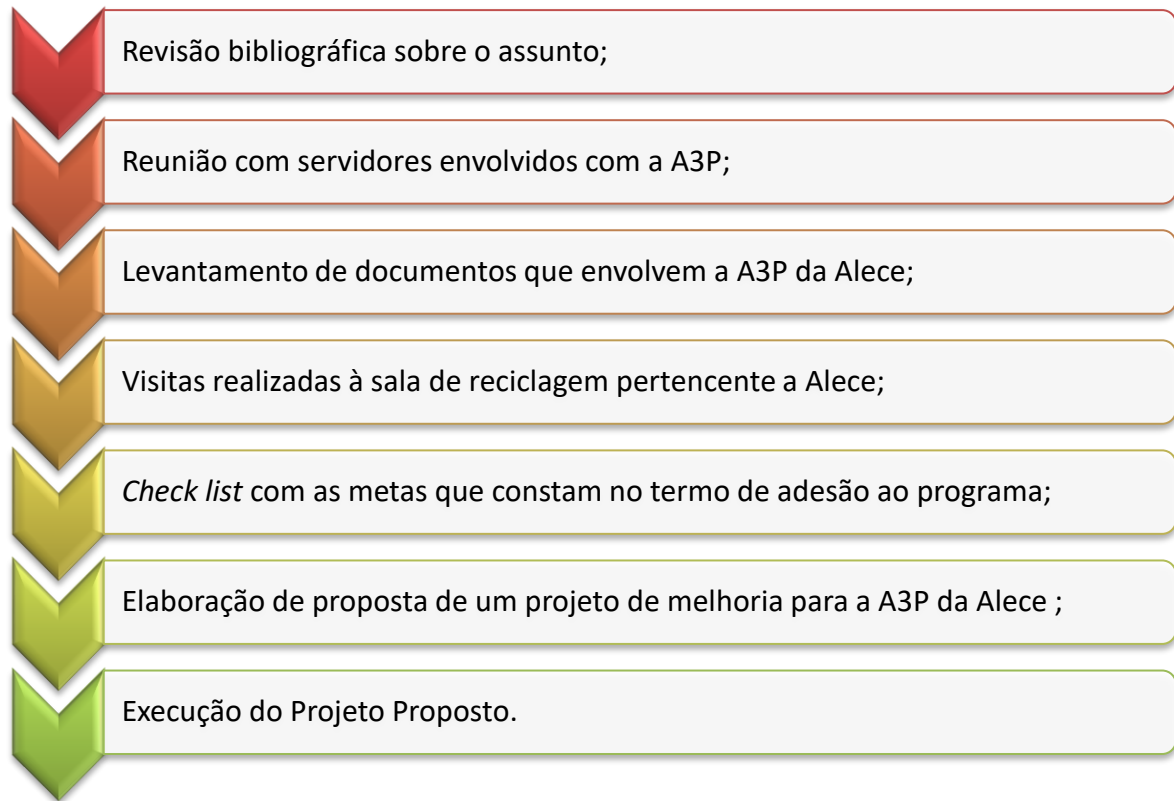 Revisão bibliográfica sobre o assunto;
Reunião com servidores envolvidos com a A3P;
Levantamento de documentos que envolvem a A3P da Alece;
Visitas realizadas à sala de reciclagem pertencente a Alece;
Check list com as metas que constam no termo de adesão ao programa;
Elaboração de proposta de um projeto de melhoria para a A3P da Alece ;
Execução do Projeto Proposto.